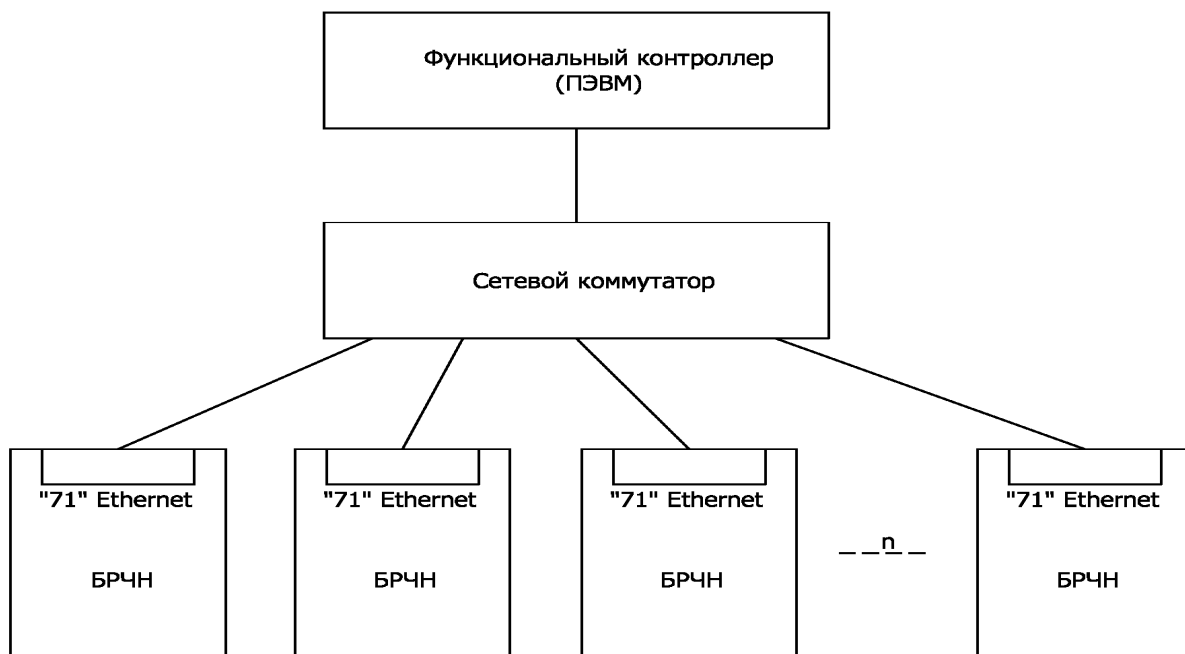 Функциональный контроллер
(ПЭВМ)
Сетевой коммутатор
"71" Ethernet
"71" Ethernet
"71" Ethernet
"71" Ethernet
n
БРЧН
БРЧН
БРЧН
БРЧН